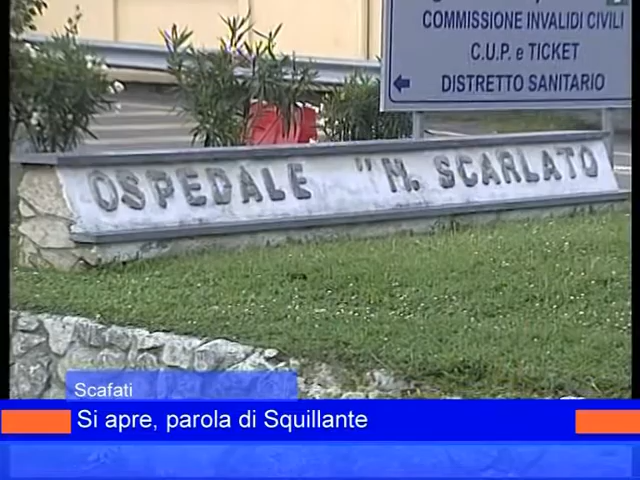 COMMISSIONE INVALIDI CIVILI
C.U.P. e TICKET
DISTRETTO SANITARIO
OSPEDALE "M. SCARLATO"
Scafati
Si apre, parola di Squillante